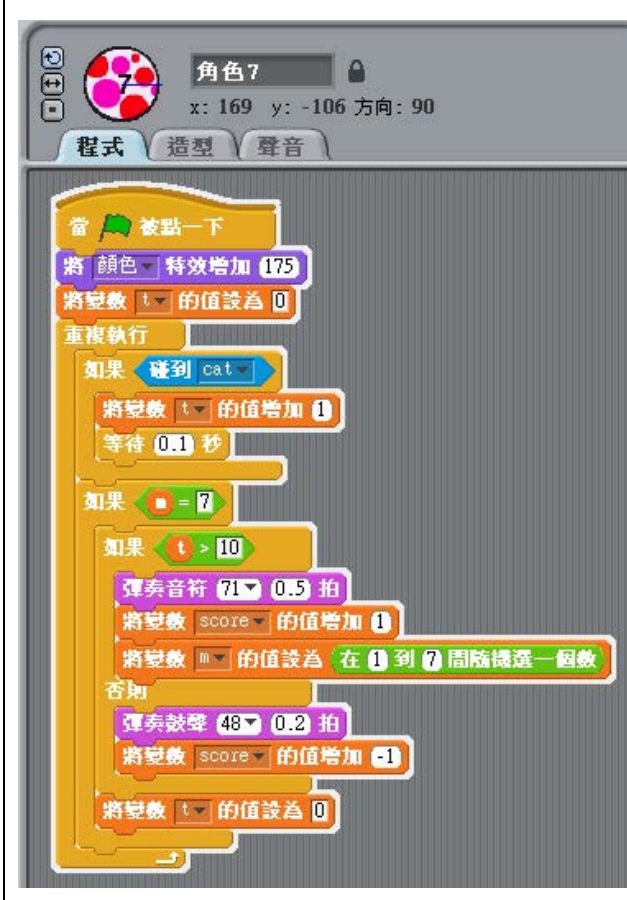 角色7
7
x: 169 y: -106 方向: 90
程式 造型 聲音
當 被點一下
將 顏色 特效增加 175
將變數 t 的值設為 0
重複執行
如果 碰到 cat
將變數 t 的值增加 1
等待 0.1 秒
如果 m = 7
如果 t > 10
彈奏音符 71 0.5 拍
將變數 score 的值增加 1
將變數 m 的值設為 在 1 到 7 間隨機選一個數
否則
彈奏鼓聲 48 0.2 拍
將變數 score 的值增加 -1
將變數 t 的值設為 0